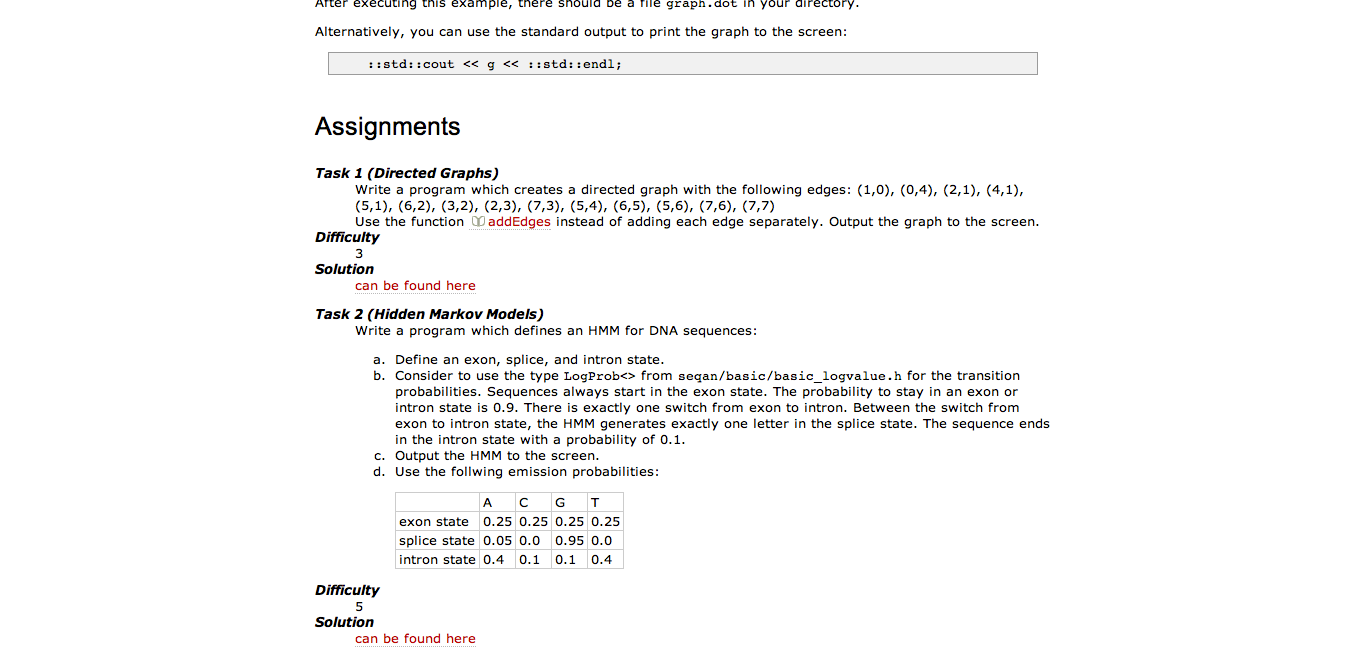 After executing this example, there should be a file graph.dot in your directory.
Alternatively, you can use the standard output to print the graph to the screen:
::std::cout << g << ::std::endl;
Assignments
Task 1 (Directed Graphs)
Write a program which creates a directed graph with the following edges: (1,0), (0,4), (2,1), (4,1),
(5,1), (6,2), (3,2), (2,3), (7,3), (5,4), (6,5), (5,6), (7,6), (7,7)
Use the function addEdges instead of adding each edge separately. Output the graph to the screen.
Difficulty
3
Solution
can be found here
Task 2 (Hidden Markov Models)
Write a program which defines an HMM for DNA sequences:
a. Define an exon, splice, and intron state.
b. Consider to use the type LogProb<> from seqan/basic/basic_logvalue.h for the transition
probabilities. Sequences always start in the exon state. The probability to stay in an exon or
intron state is 0.9. There is exactly one switch from exon to intron. Between the switch from
exon to intron state, the HMM generates exactly one letter in the splice state. The sequence ends
in the intron state with a probability of 0.1.
c. Output the HMM to the screen.
d. Use the follwing emission probabilities:
A C G T
exon state 0.25 0.25 0.25 0.25
splice state 0.05 0.0 0.95 0.0
intron state 0.4 0.1 0.1 0.4
Difficulty
5
Solution
can be found here